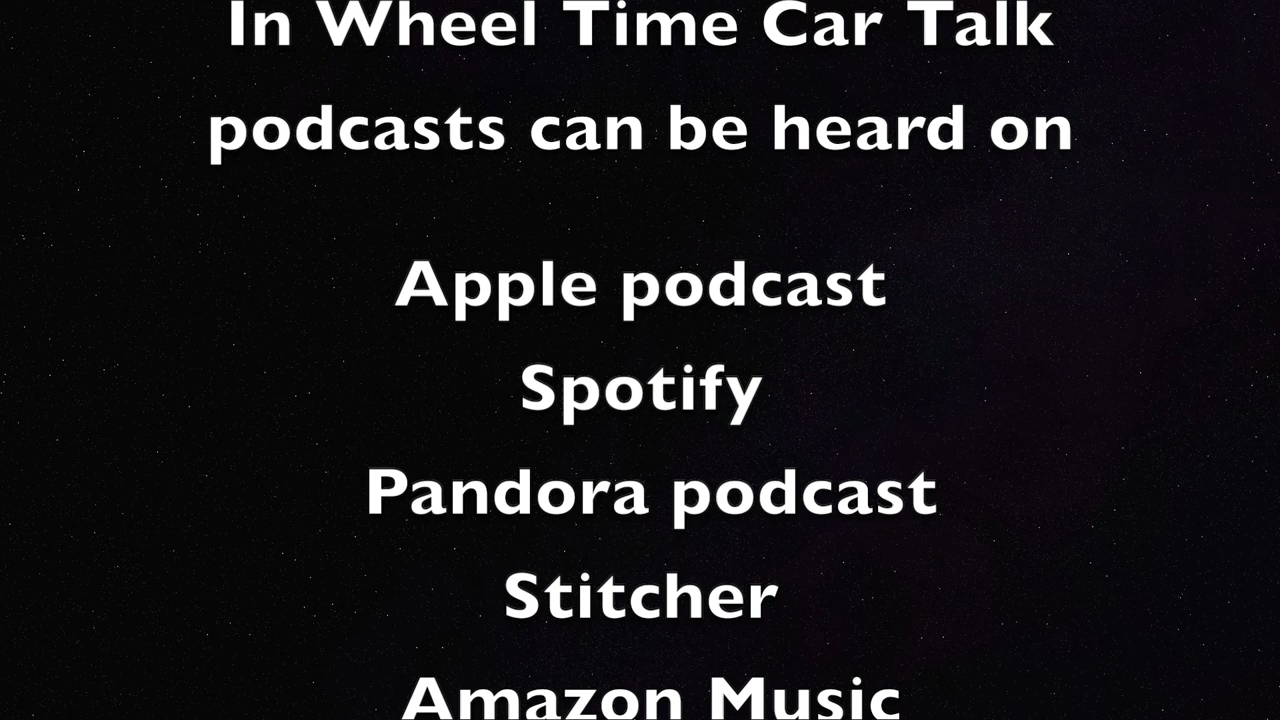 In Wheel Time Car Talk
podcasts can be heard on
Apple podcast
Spotify
Pandora podcast
Stitcher
Amazon Music